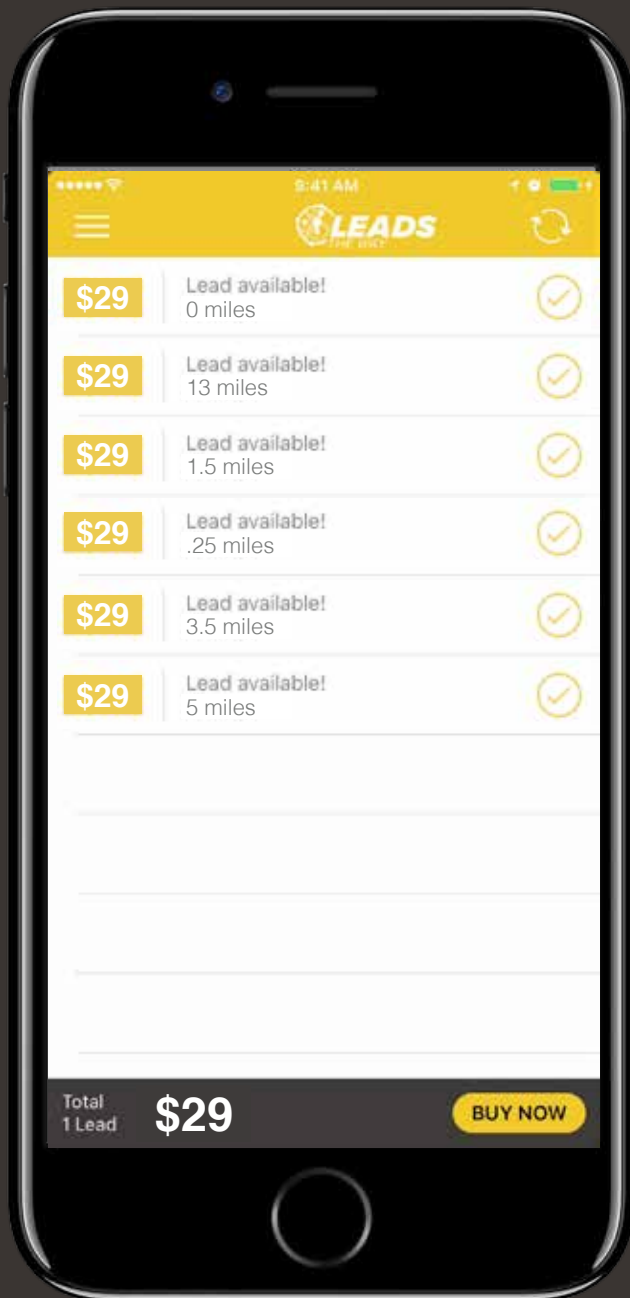 9:41 AM
LEADS
$29
Lead available!
0 miles
$29
Lead available!
13 miles
$29
Lead available!
1.5 miles
$29
Lead available!
.25 miles
$29
Lead available!
3.5 miles
$29
Lead available!
5 miles
Total
1 Lead
$29
BUY NOW